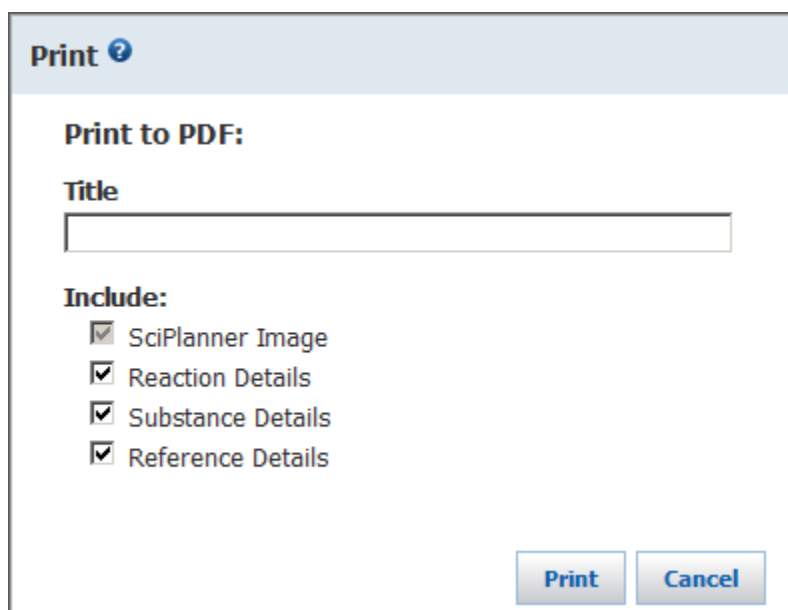 Print ?
Print to PDF:
Title
Include:
SciPlanner Image
Reaction Details
Substance Details
Reference Details
Print Cancel